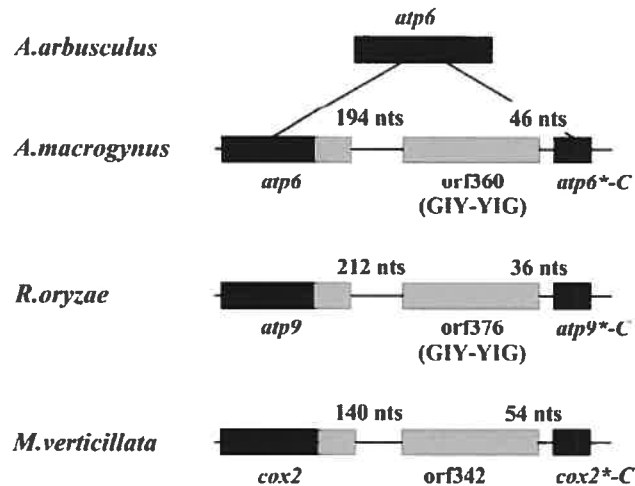 atp6
A.arbusculus
194 nts 46 nts
A.macrogynus
atp6 orf360 atp6*-C
(GIY-YIG)
212 nts 36 nts
R.oryzae
atp9 orf376 atp9*-C
(GIY-YIG)
140 nts 54 nts
M.verticillata
cox2 orf342 cox2*-C